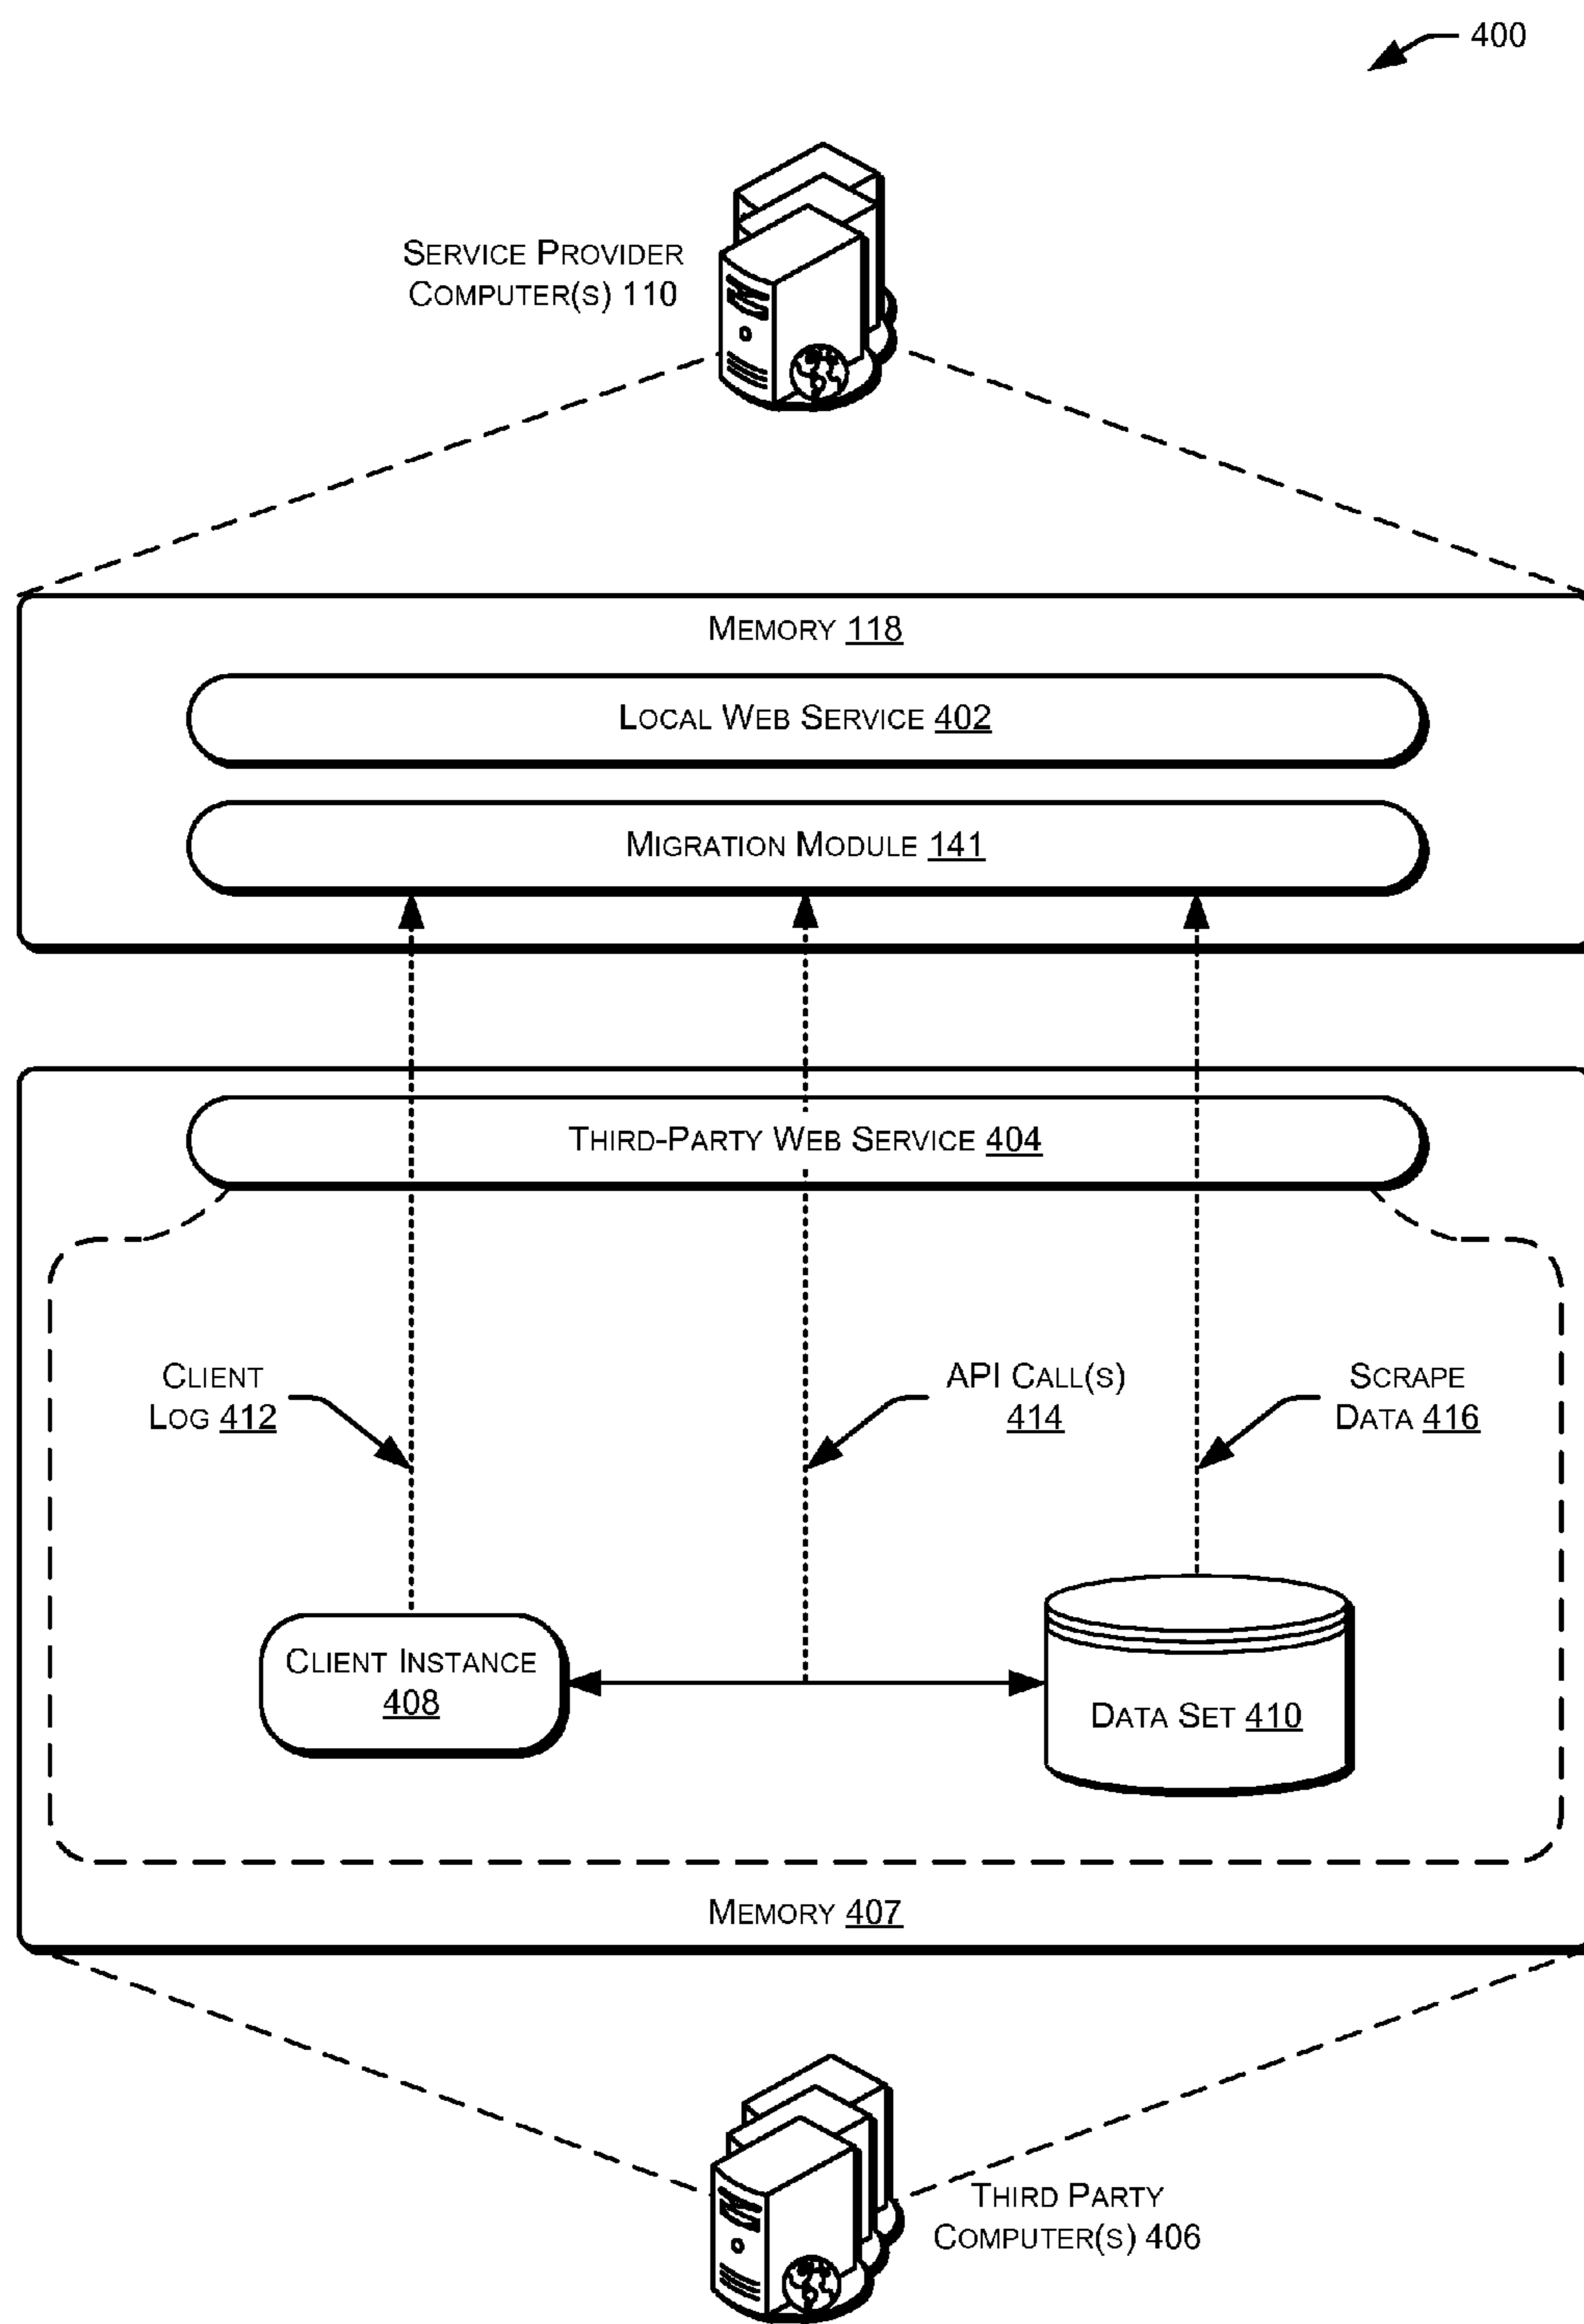 400
SERVICE PROVIDER
COMPUTER(S) 110
MEMORY 118
LOCAL WEB SERVICE 402
MIGRATION MODULE 141
THIRD-PARTY WEB SERVICE 404
CLIENT
LOG 412
API CALL(S)
414
SCRAPE
DATA 416
CLIENT INSTANCE
408
DATA SET 410
MEMORY 407
THIRD PARTY
COMPUTER(S) 406